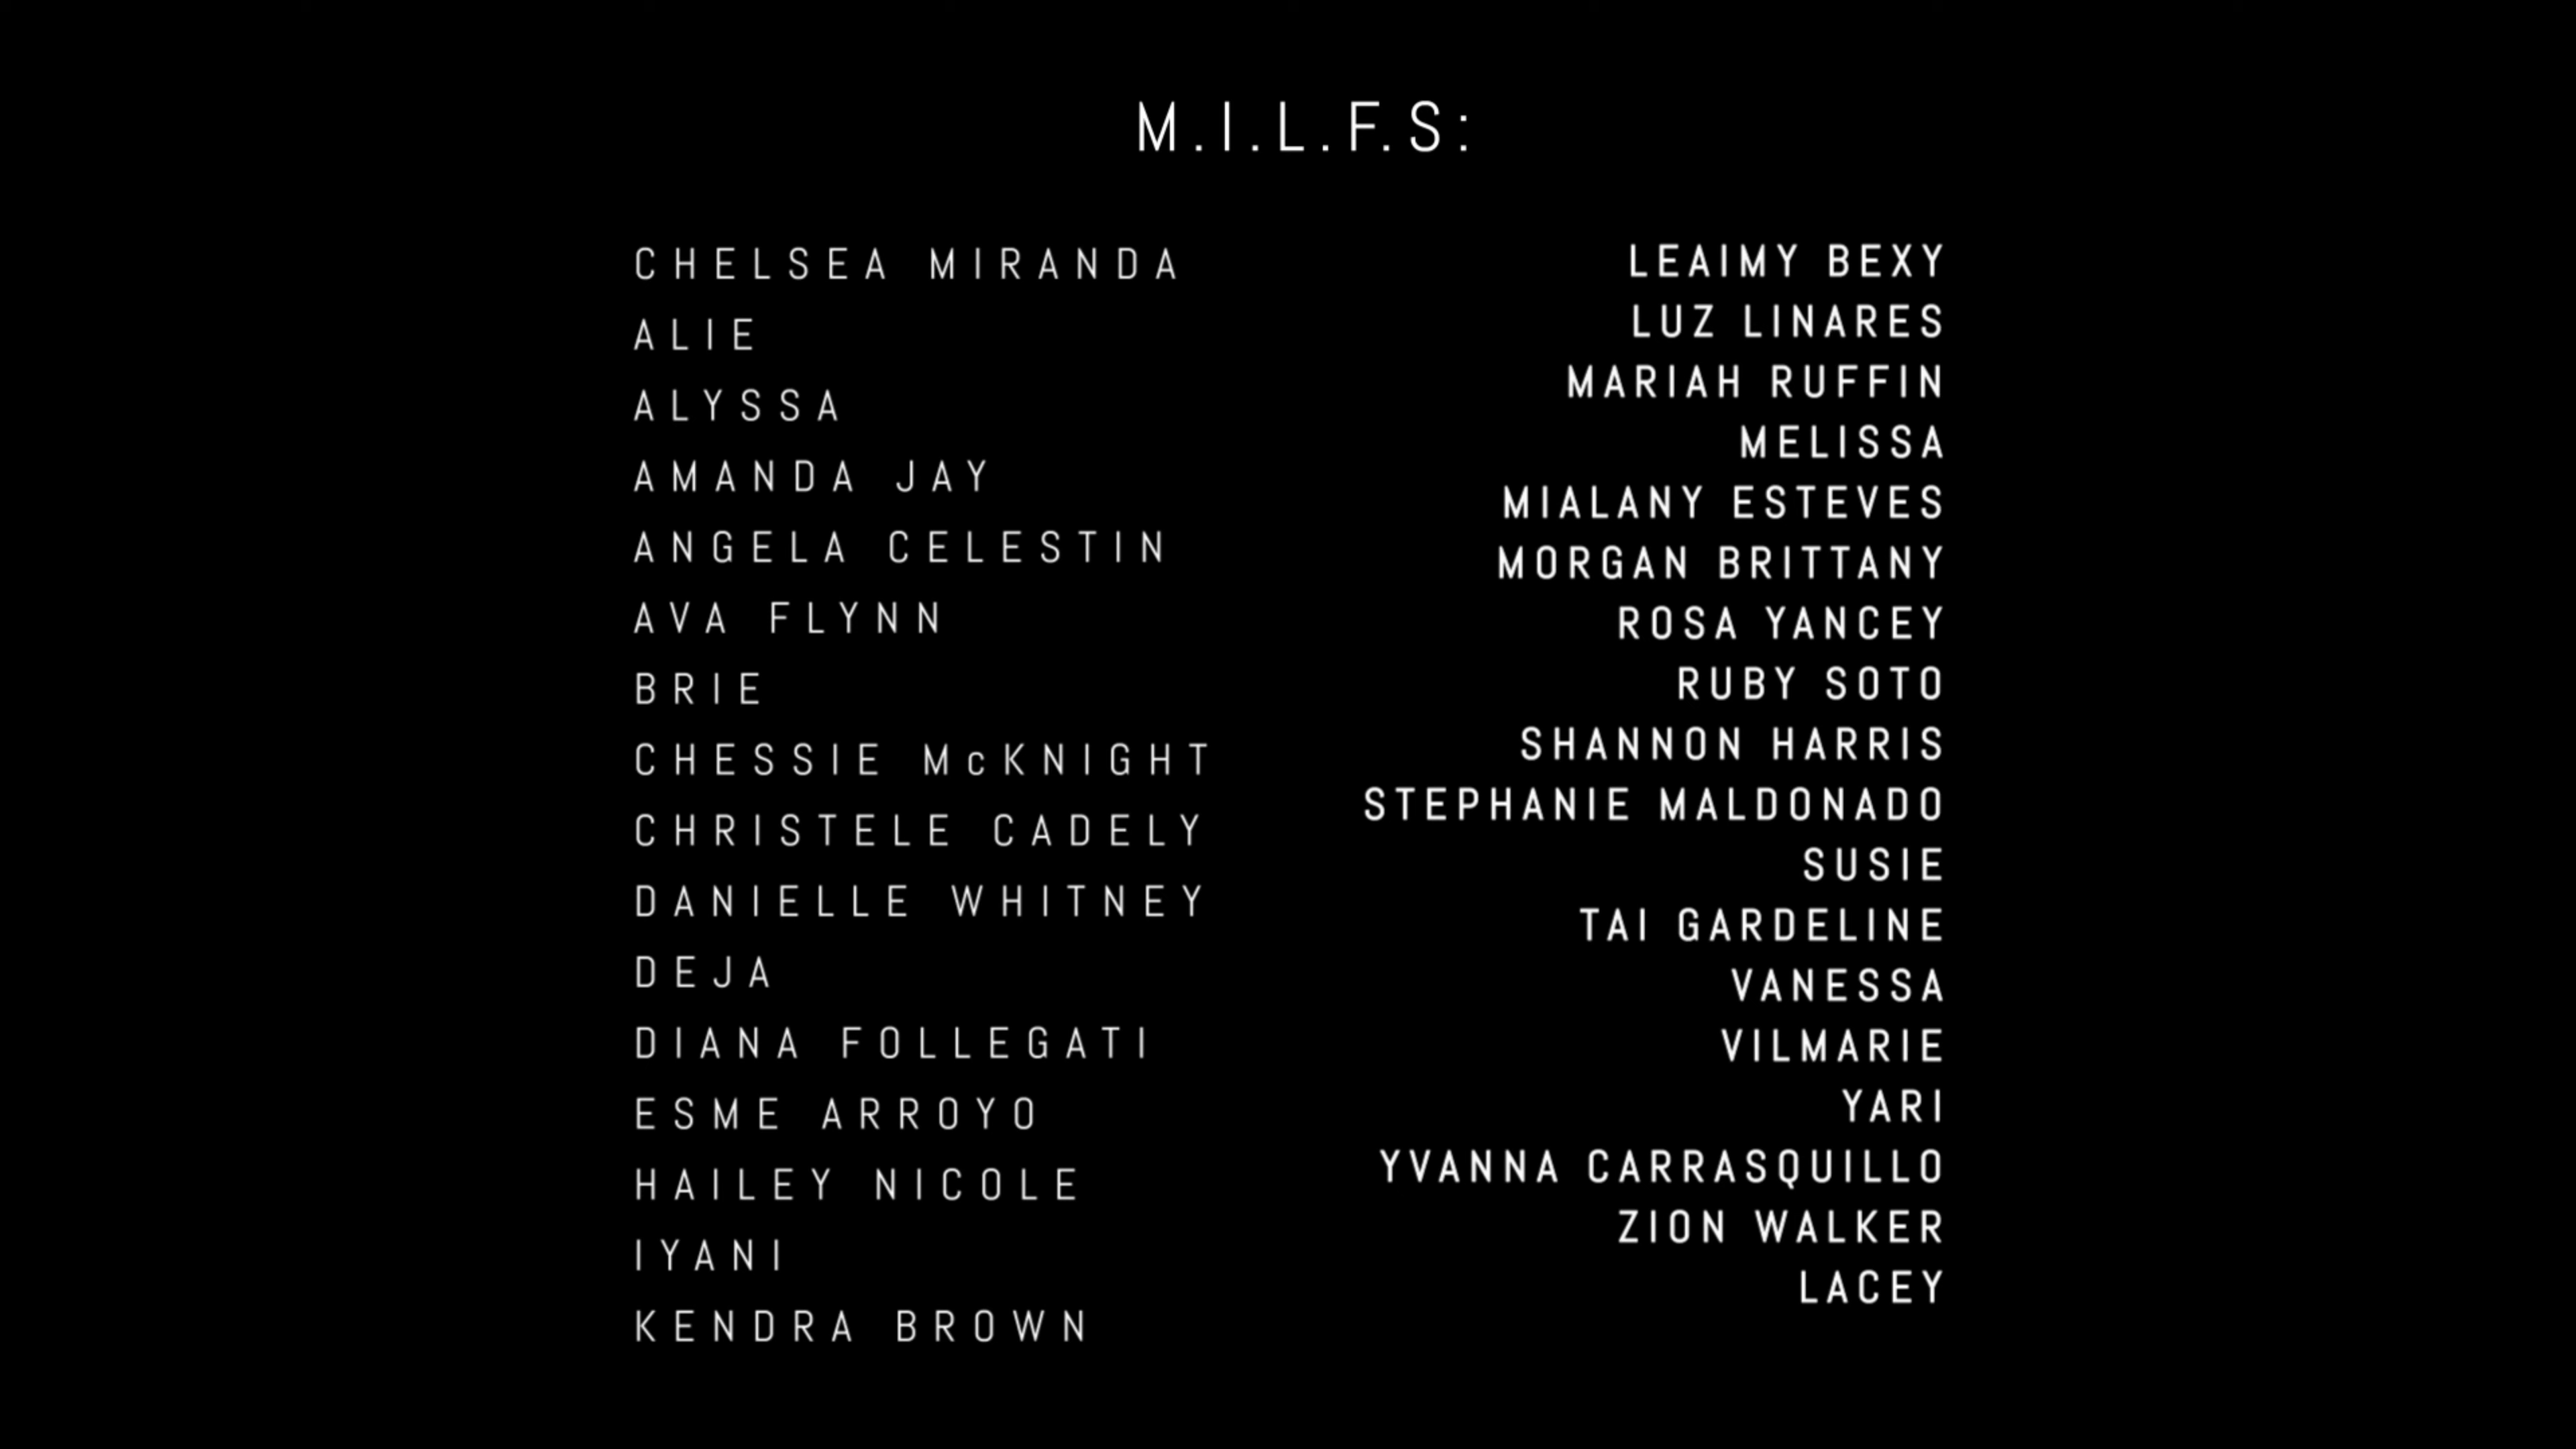 M.I.L.F.S:
CHELSEA MIRANDA
ALIE
ALYSSA
AMANDA JAY
ANGELA CELESTIN
AVA FLYNN
BRIE
CHESSIE McKNIGHT
CHRISTELE CADELY
DANIELLE WHITNEY
DEJA
DIANA FOLLEGATI
ESME ARROYO
HAILEY NICOLE
IYANI
KENDRA BROWN
LEAIMY BEXY
LUZ LINARES
MARIAH RUFFIN
MELISSA
MIALANY ESTEVES
MORGAN BRITTANY
ROSA YANCEY
RUBY SOTO
SHANNON HARRIS
STEPHANIE MALDONADO
SUSIE
TAI GARDELINE
VANESSA
VILMARIE
YARI
YVANNA CARRASQUILLO
ZION WALKER
LACEY